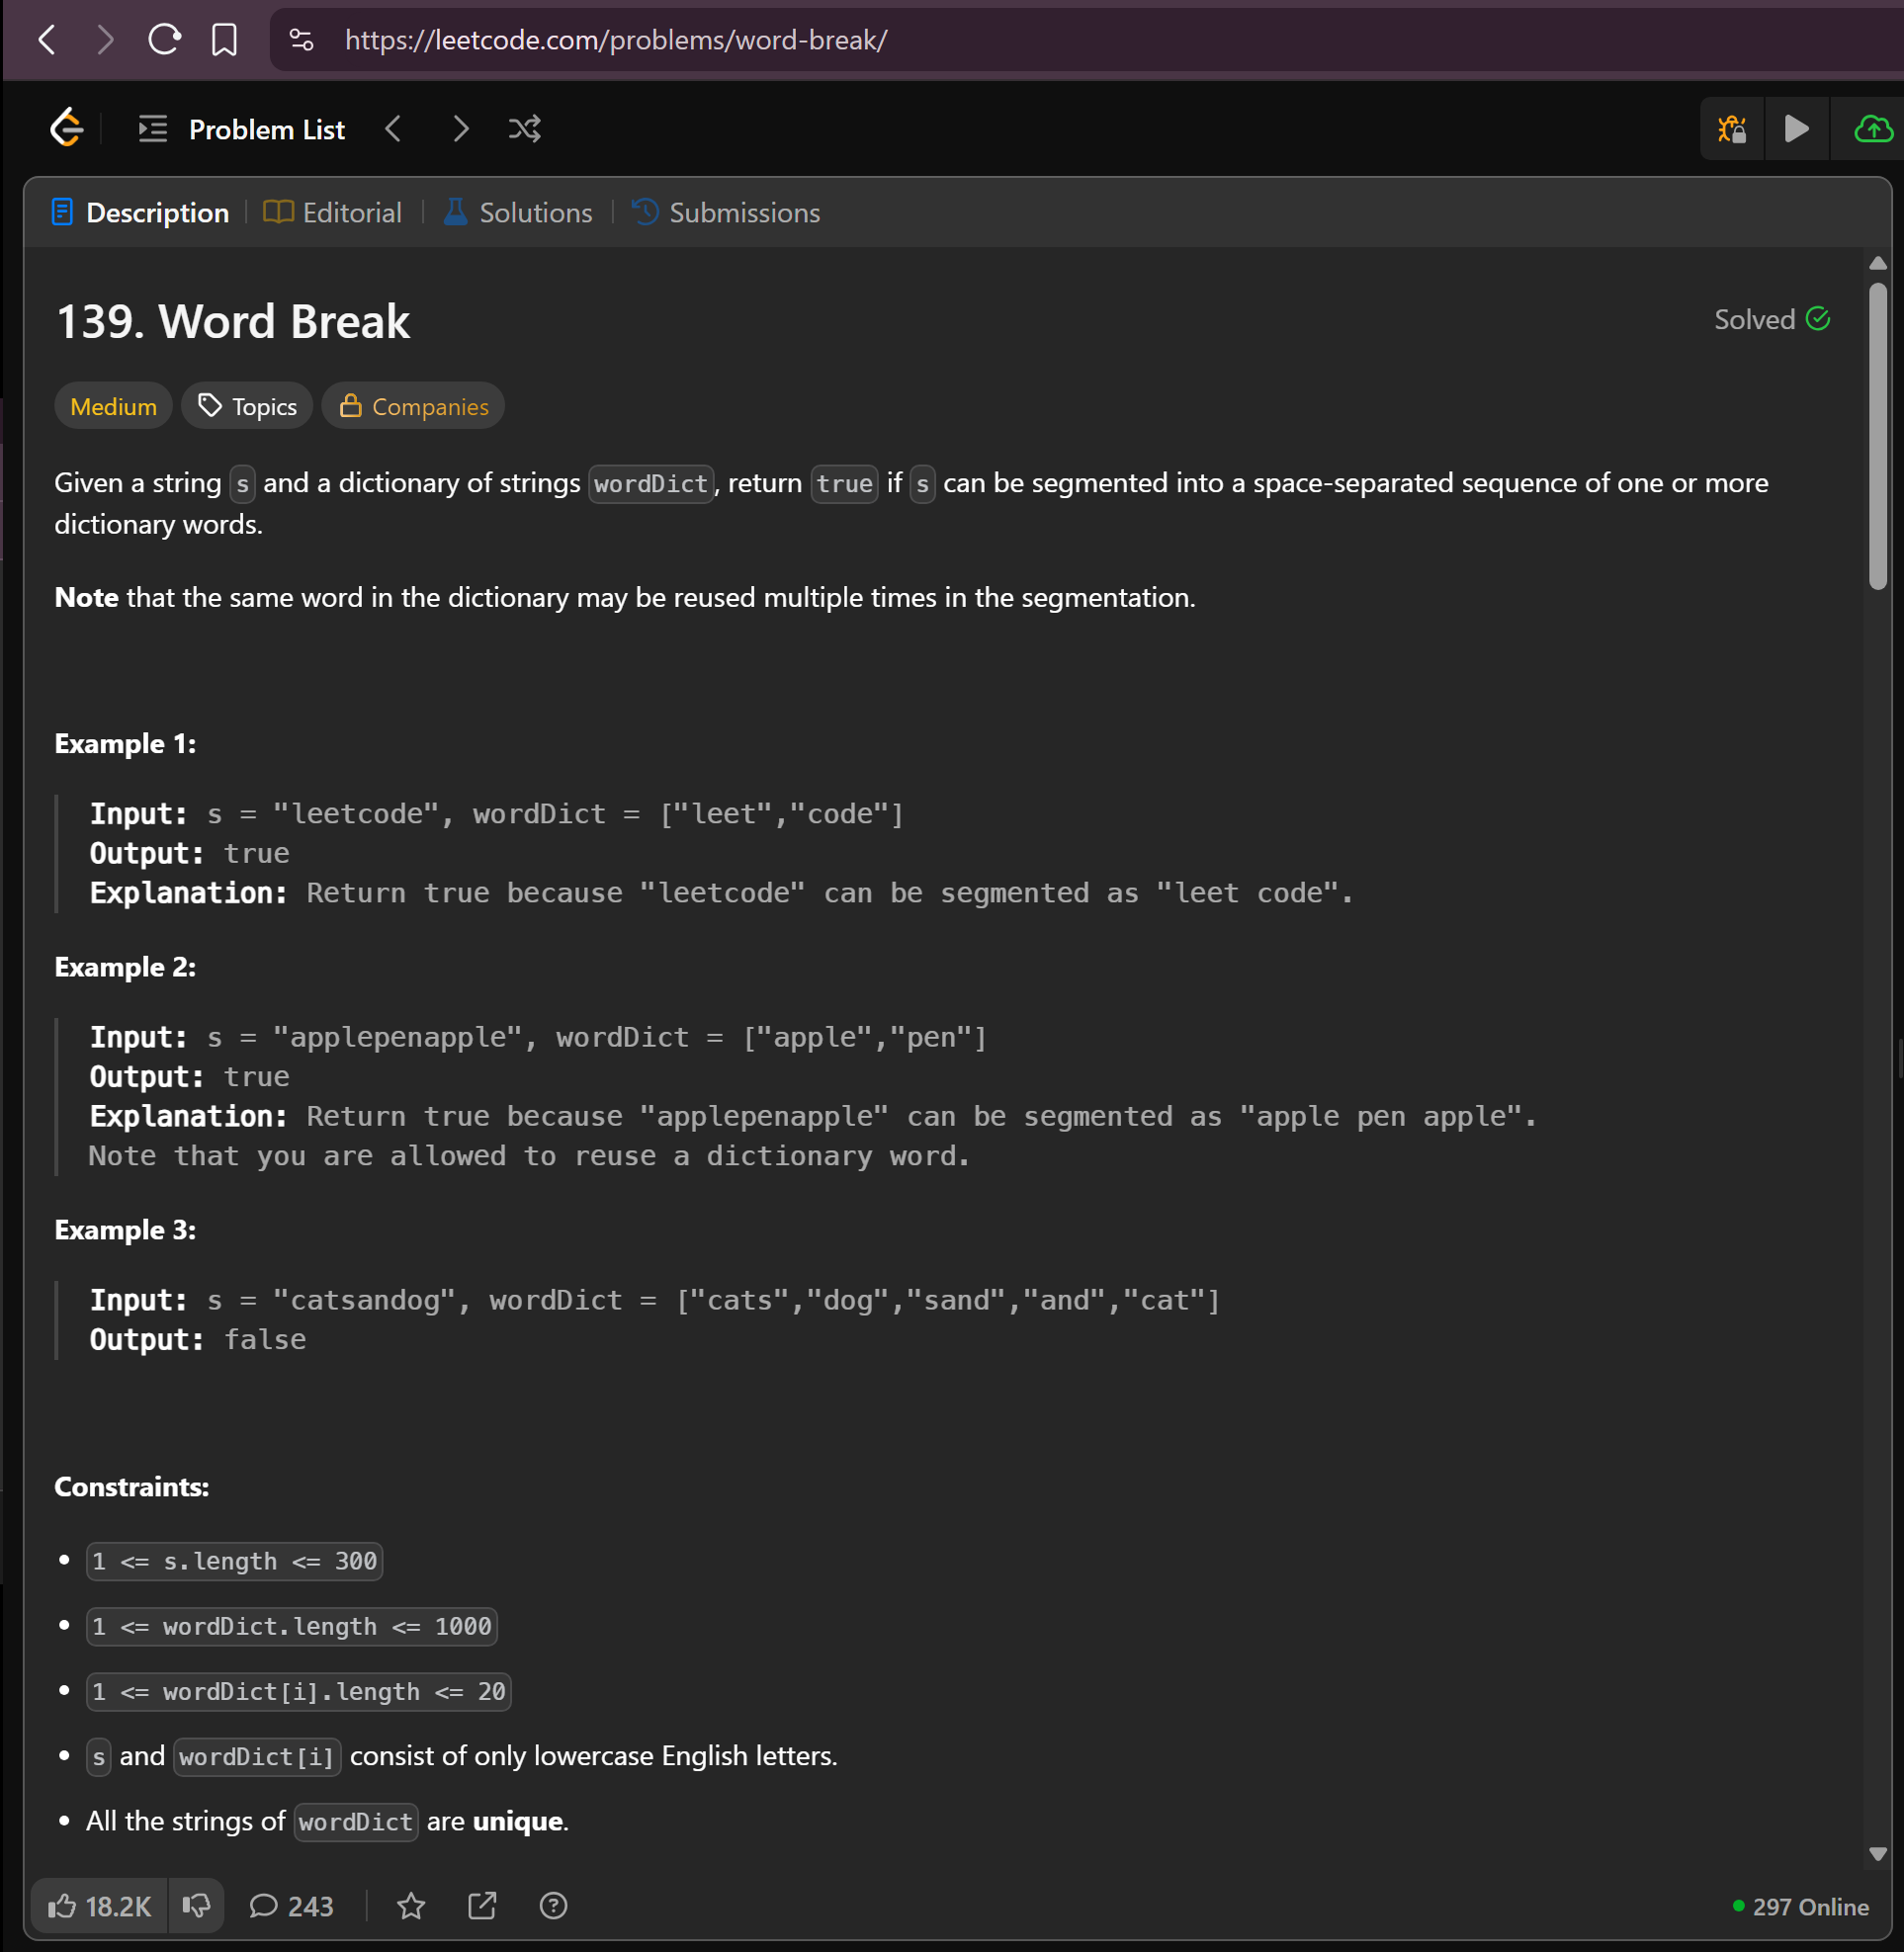 https://leetcode.com/problems/word-break/
Problem List
Description Editorial Solutions Submissions
139. Word Break
Solved
Medium Topics Companies
Given a string s and a dictionary of strings wordDict, return true if s can be segmented into a space-separated sequence of one or more
dictionary words.
Note that the same word in the dictionary may be reused multiple times in the segmentation.
Example 1:
Input: s = "leetcode", wordDict = ["leet","code"]
Output: true
Explanation: Return true because "leetcode" can be segmented as "leet code".
Example 2:
Input: s = "applepenapple", wordDict = ["apple","pen"]
Output: true
Explanation: Return true because "applepenapple" can be segmented as "apple pen apple".
Note that you are allowed to reuse a dictionary word.
Example 3:
Input: s = "catsandog", wordDict = ["cats","dog","sand","and","cat"]
Output: false
Constraints:
• 1 <= s.length <= 300
• 1 <= wordDict.length <= 1000
• 1 <= wordDict[i].length <= 20
• s and wordDict[i] consist of only lowercase English letters.
• All the strings of wordDict are unique.
18.2K 243 297 Online